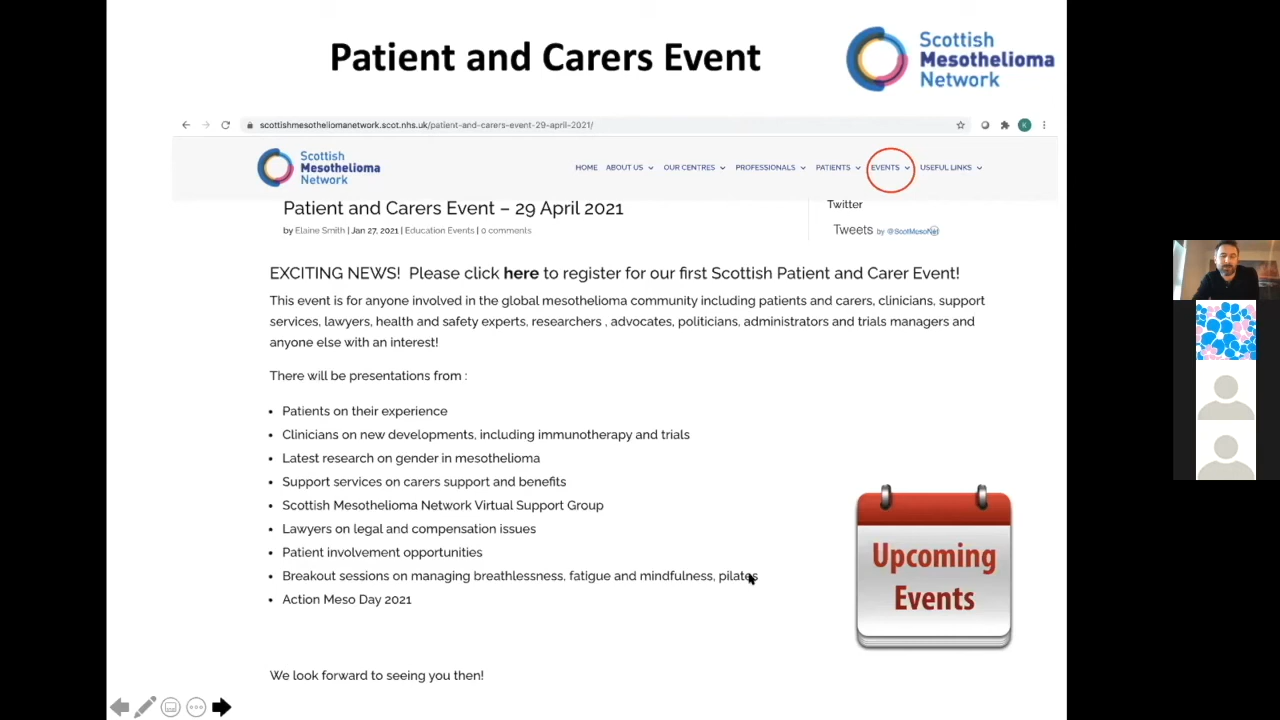 Patient and Carers Event
Scottish
Mesothelioma
Network
scottishmesotheliomanetwork.scot.nhs.uk/patient-and-carers-event-29-april-2021/
K
Scottish
Mesothelioma
Network
HOME ABOUT US OUR CENTRES PROFESSIONALS PATIENTS EVENTS USEFUL LINKS
Patient and Carers Event – 29 April 2021
by Elaine Smith | Jan 27, 2021 | Education Events | 0 comments
Twitter
Tweets by @ScotMesoNet
EXCITING NEWS! Please click here to register for our first Scottish Patient and Carer Event!
This event is for anyone involved in the global mesothelioma community including patients and carers, clinicians, support
services, lawyers, health and safety experts, researchers , advocates, politicians, administrators and trials managers and
anyone else with an interest!
There will be presentations from :
• Patients on their experience
• Clinicians on new developments, including immunotherapy and trials
• Latest research on gender in mesothelioma
• Support services on carers support and benefits
• Scottish Mesothelioma Network Virtual Support Group
• Lawyers on legal and compensation issues
• Patient involvement opportunities
• Breakout sessions on managing breathlessness, fatigue and mindfulness, pilates
• Action Meso Day 2021
We look forward to seeing you then!
Upcoming
Events